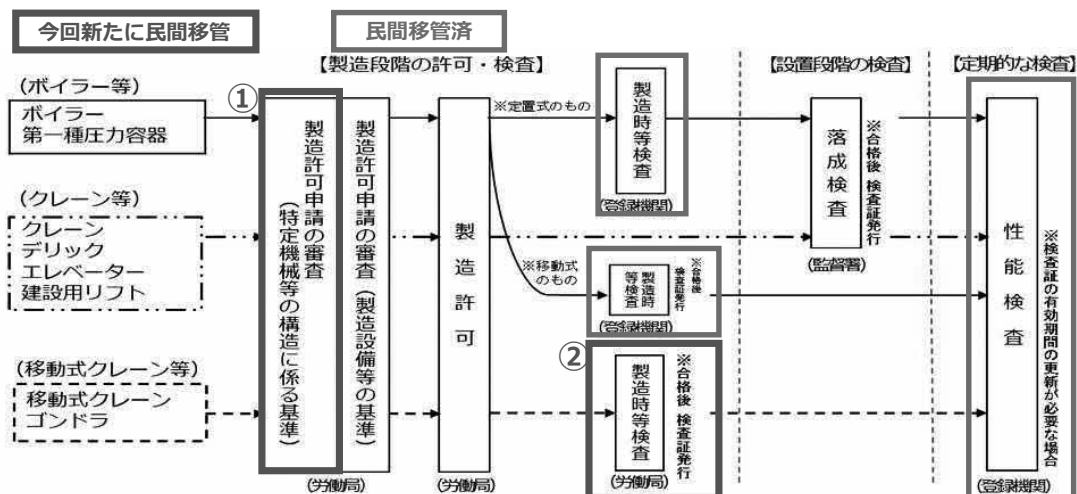 今回新たに民間移管
民間移管済
【製造段階の許可・検査】
【設置段階の検査】
【定期的な検査】
(ボイラー等)
ボイラー
第一種圧力容器
(クレーン等)
クレーン
デリック
エレベーター
建設用リフト
(移動式クレーン等)
移動式クレーン
ゴンドラ
①
製造許可申請の審査
(特定機械等の構造に係る基準)
製造許可申請の審査(製造設備等の基準)
(労働局)
製造許可
(労働局)
※定置式のもの
製造時等検査
(登録機関)
※移動式
のもの
製造時
等検査
※合格後
検査証発行
(登録機関)
②
製造時等検査
※合格後 検査証発行
(労働局)
落成検査
※合格後 検査証発行
(監督署)
性能検査
※検査証の有効期間の更新が必要な場合
(登録機関)